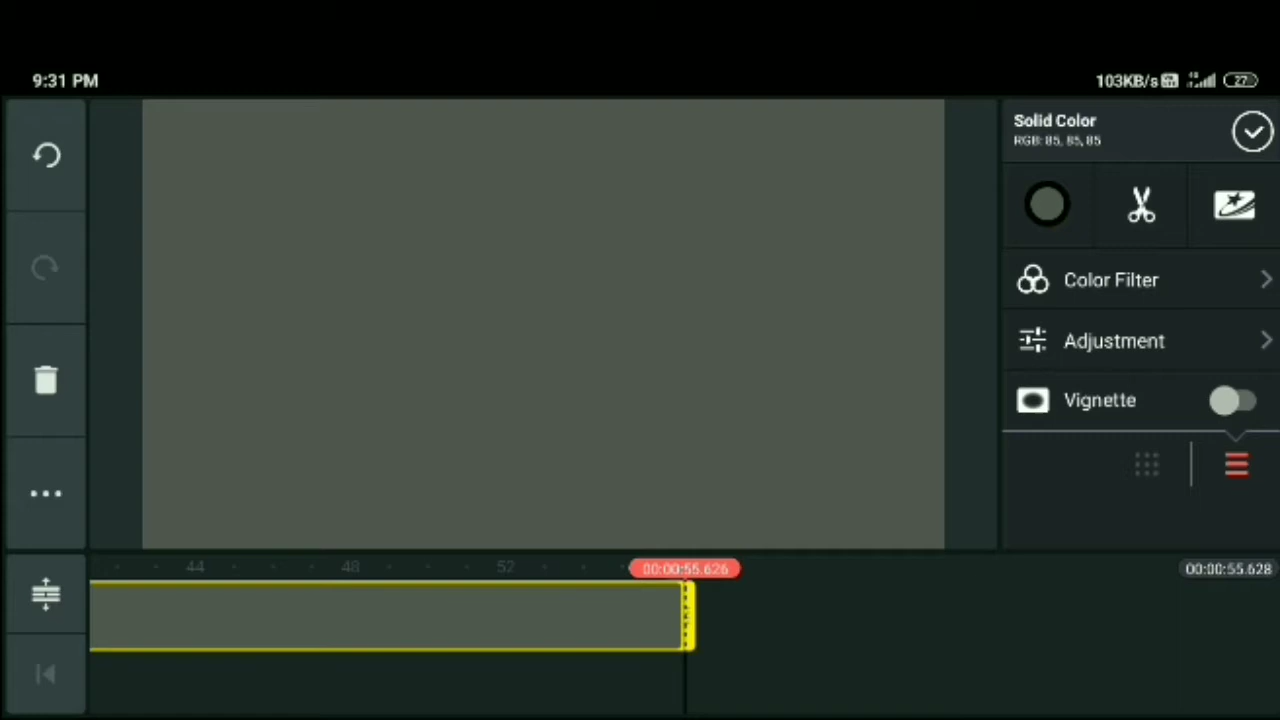 9:31 PM
103KB/s
27
Solid Color
RGB: 85, 85, 85
Color Filter
Adjustment
Vignette
44
48
52
00:00:55.626
00:00:55.628